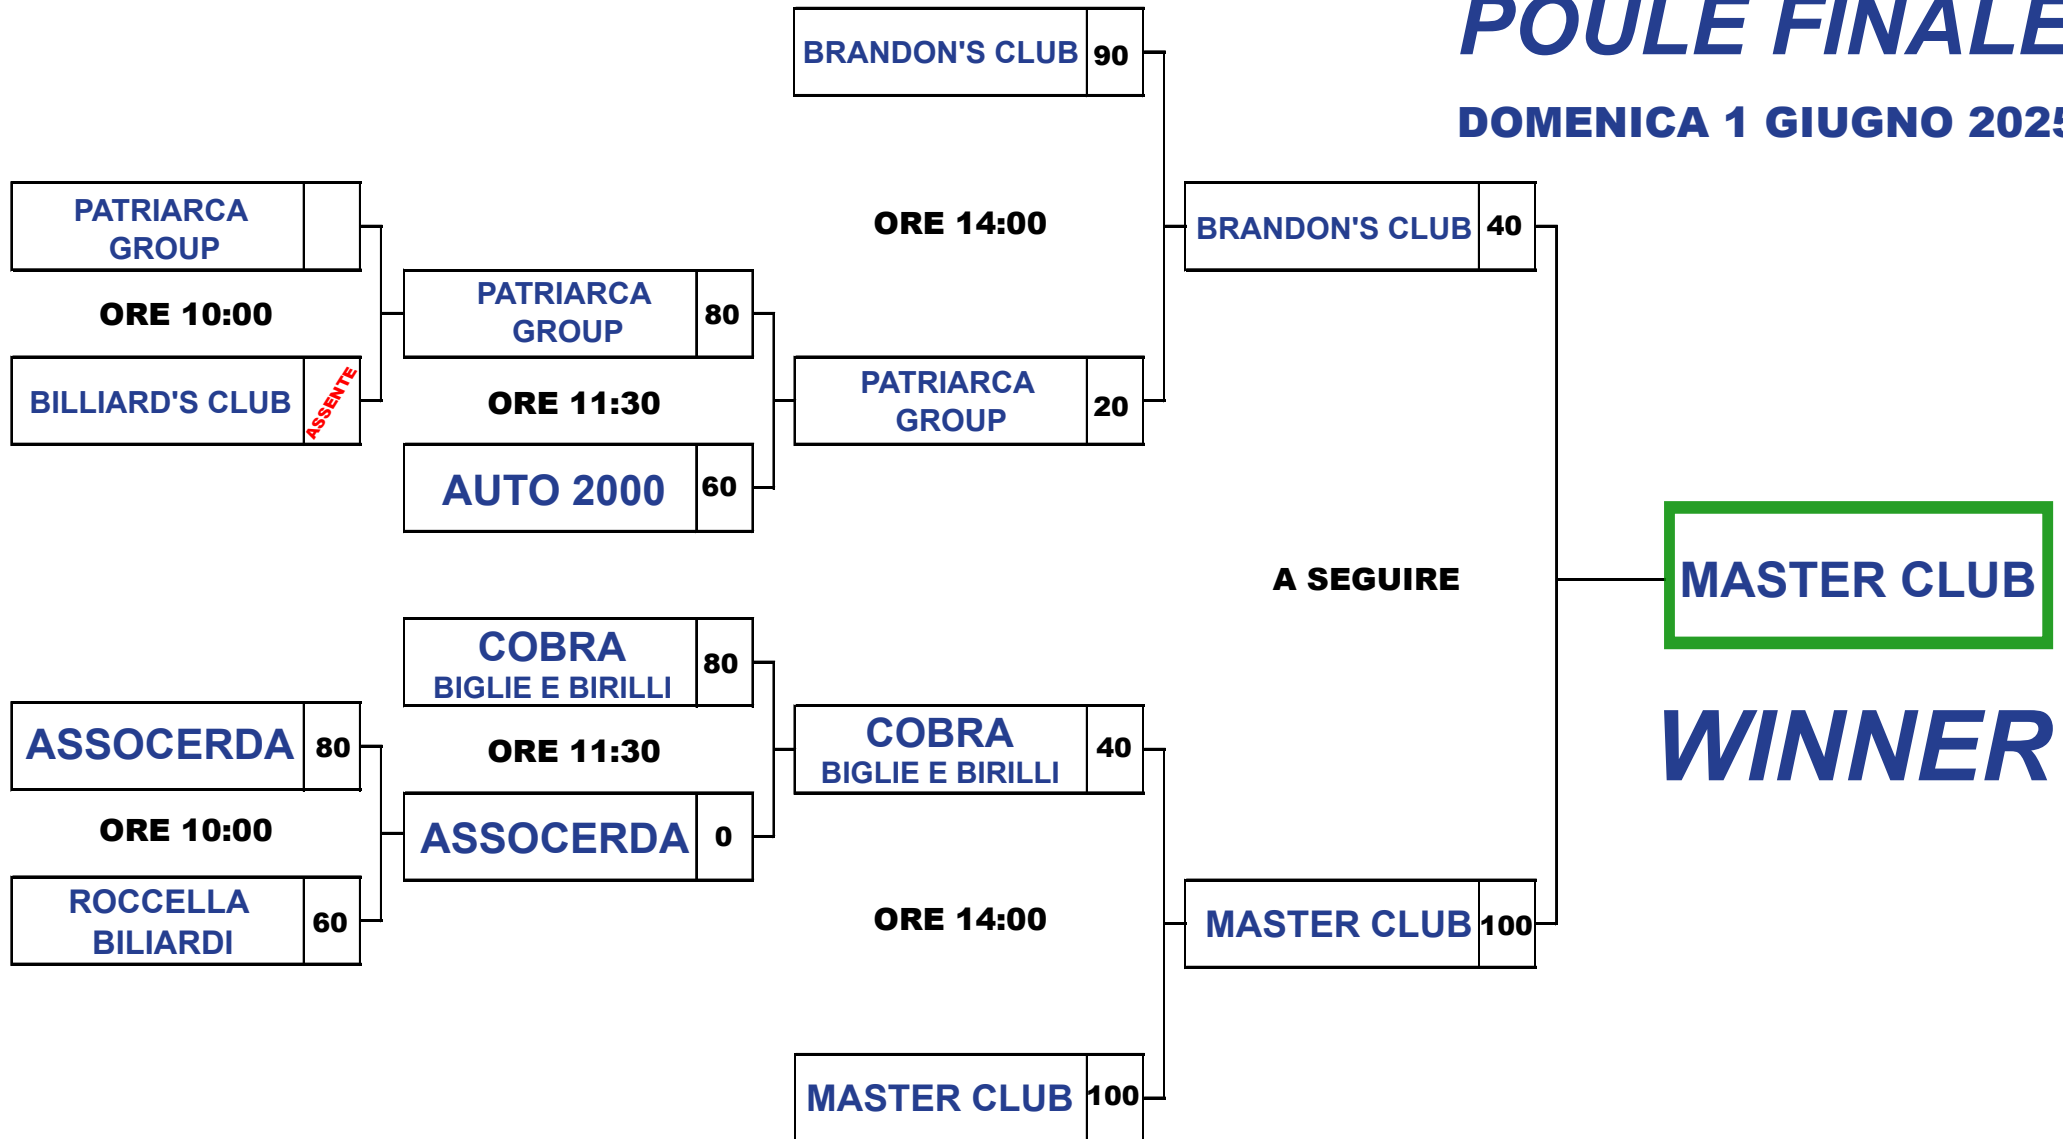 POULE FINALE
DOMENICA 1 GIUGNO 2025
BRANDON'S CLUB 90
ORE 14:00
PATRIARCA
GROUP
20
BRANDON'S CLUB 40
PATRIARCA
GROUP
ORE 10:00
BILLIARD'S CLUB ASSENTE
PATRIARCA
GROUP
80
ORE 11:30
AUTO 2000 60
A SEGUIRE
MASTER CLUB
WINNER
COBRA
BIGLIE E BIRILLI
80
ORE 11:30
ASSOCERDA 0
ASSOCERDA 80
ORE 10:00
ROCCELLA
BILIARDI
60
COBRA
BIGLIE E BIRILLI
40
ORE 14:00
MASTER CLUB 100
MASTER CLUB 100